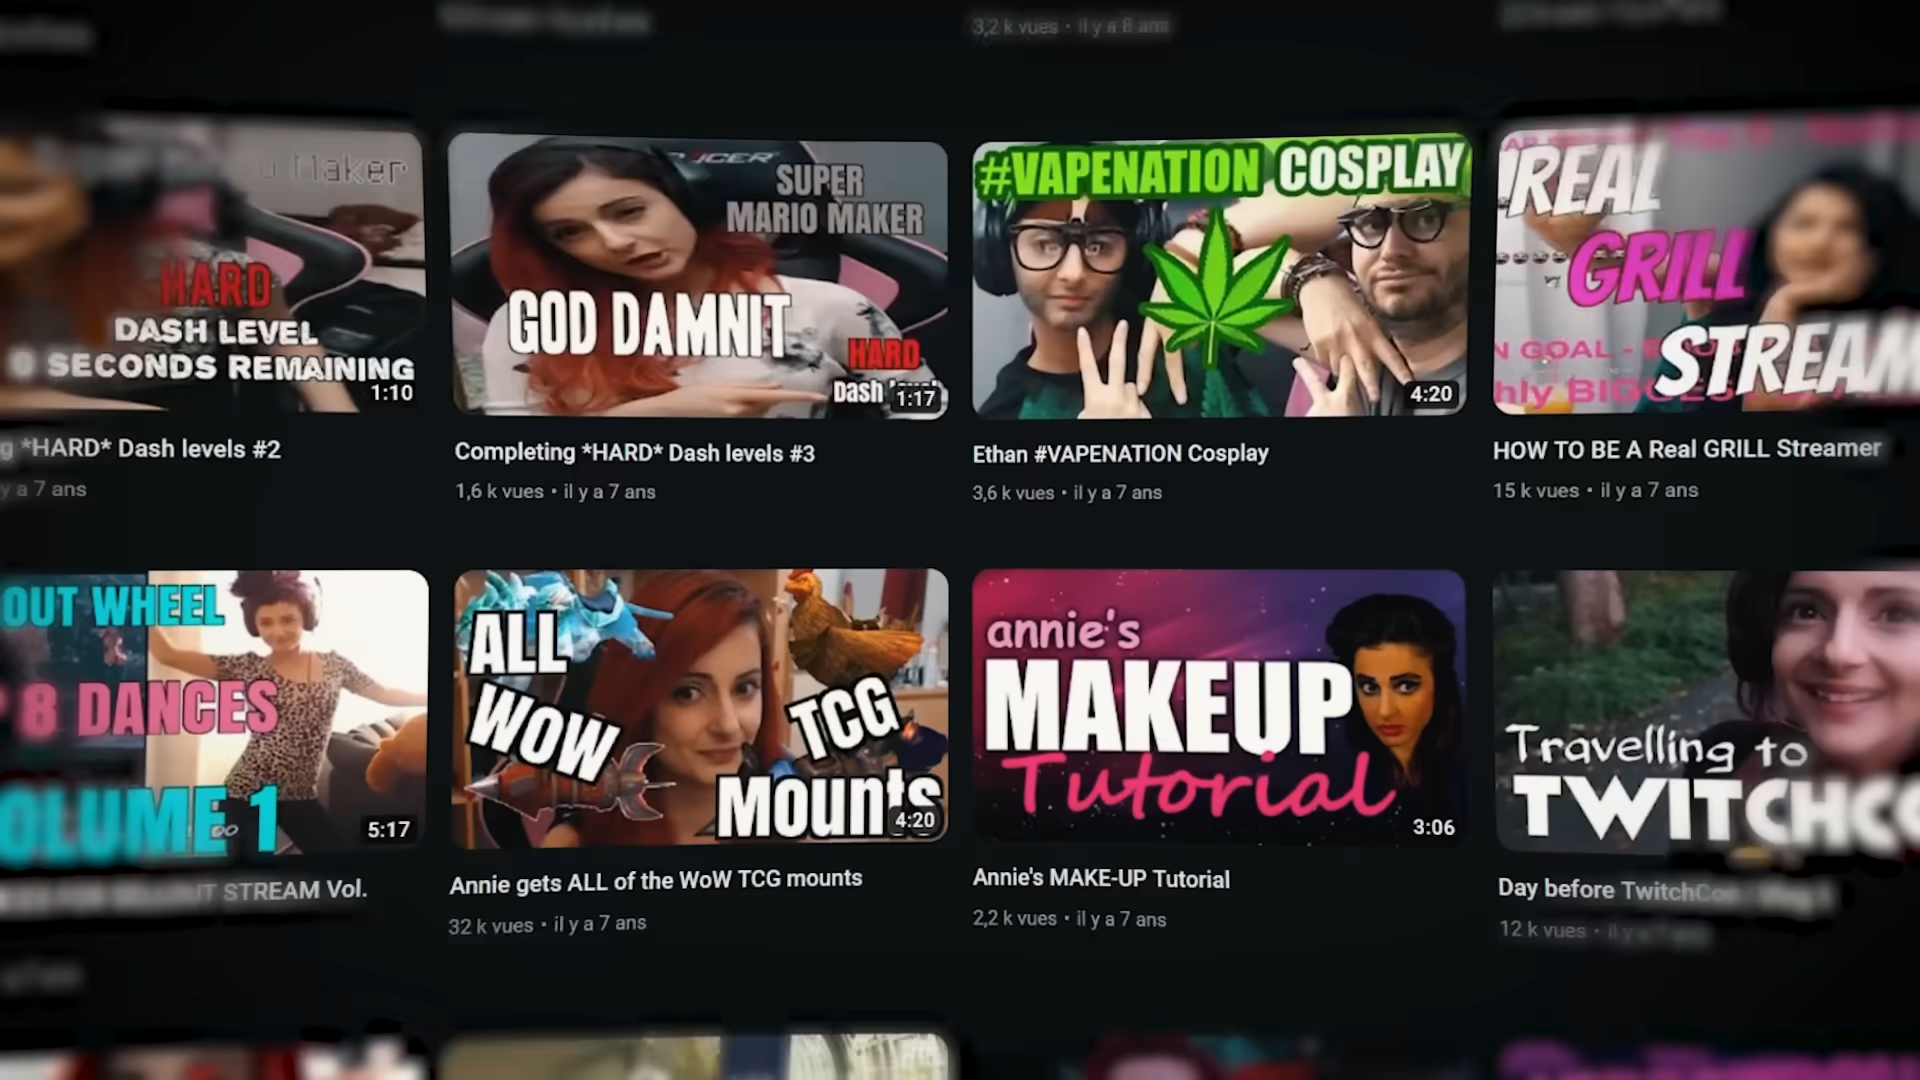 3,2 k vues • il y a 8 ans
Maker
HARD
DASH LEVEL
SECONDS REMAINING
1:10
SUPER
MARIO MAKER
GOD DAMNIT
HARD
Dash
1:17
#VAPENATION COSPLAY
4:20
REAL
GRILL
N GOAL -
STREAM
g *HARD* Dash levels #2
y a 7 ans
Completing *HARD* Dash levels #3
1,6 k vues • il y a 7 ans
Ethan #VAPENATION Cosplay
3,6 k vues • il y a 7 ans
HOW TO BE A Real GRILL Streamer
15 k vues • il y a 7 ans
OUT WHEEL
8 DANCES
OLUME 1
5:17
ALL
WOW
TCG
Mounts
4:20
annie's
MAKEUP
Tutorial
3:06
Travelling to
TWITCHCO
STREAM Vol.
Annie gets ALL of the WoW TCG mounts
32 k vues • il y a 7 ans
Annie's MAKE-UP Tutorial
2,2 k vues • il y a 7 ans
Day before TwitchCon
12 k vues • il y a 7 ans